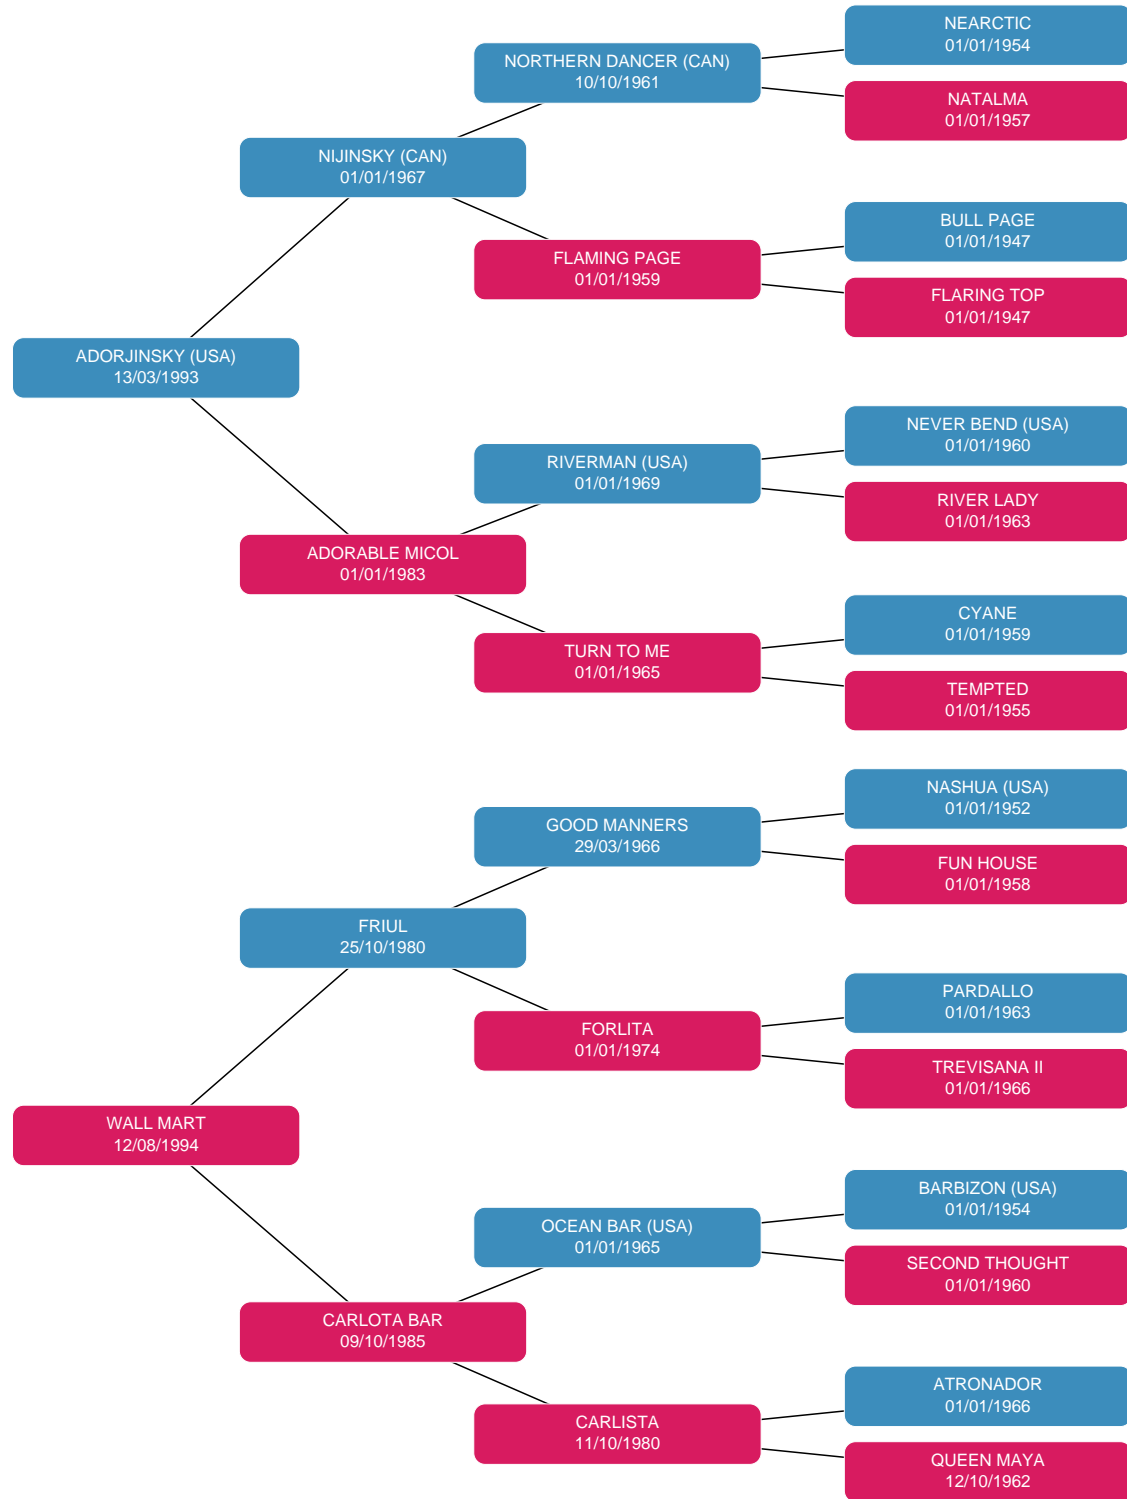 NEARCTIC
01/01/1954
NORTHERN DANCER (CAN)
10/10/1961
NATALMA
01/01/1957
NIJINSKY (CAN)
01/01/1967
BULL PAGE
01/01/1947
FLAMING PAGE
01/01/1959
FLARING TOP
01/01/1947
ADORJINSKY (USA)
13/03/1993
NEVER BEND (USA)
01/01/1960
RIVERMAN (USA)
01/01/1969
RIVER LADY
01/01/1963
ADORABLE MICOL
01/01/1983
CYANE
01/01/1959
TURN TO ME
01/01/1965
TEMPTED
01/01/1955
NASHUA (USA)
01/01/1952
GOOD MANNERS
29/03/1966
FUN HOUSE
01/01/1958
FRIUL
25/10/1980
PARDALLO
01/01/1963
FORLITA
01/01/1974
TREVISANA II
01/01/1966
WALL MART
12/08/1994
BARBIZON (USA)
01/01/1954
OCEAN BAR (USA)
01/01/1965
SECOND THOUGHT
01/01/1960
CARLOTA BAR
09/10/1985
ATRONADOR
01/01/1966
CARLISTA
11/10/1980
QUEEN MAYA
12/10/1962